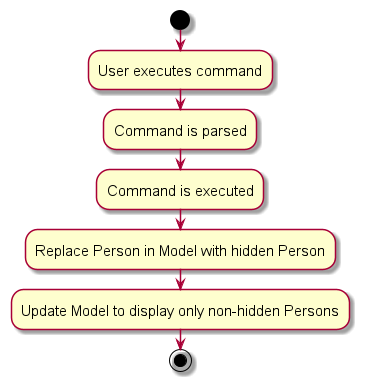 User executes command
Command is parsed
Command is executed
Replace Person in Model with hidden Person
Update Model to display only non-hidden Persons